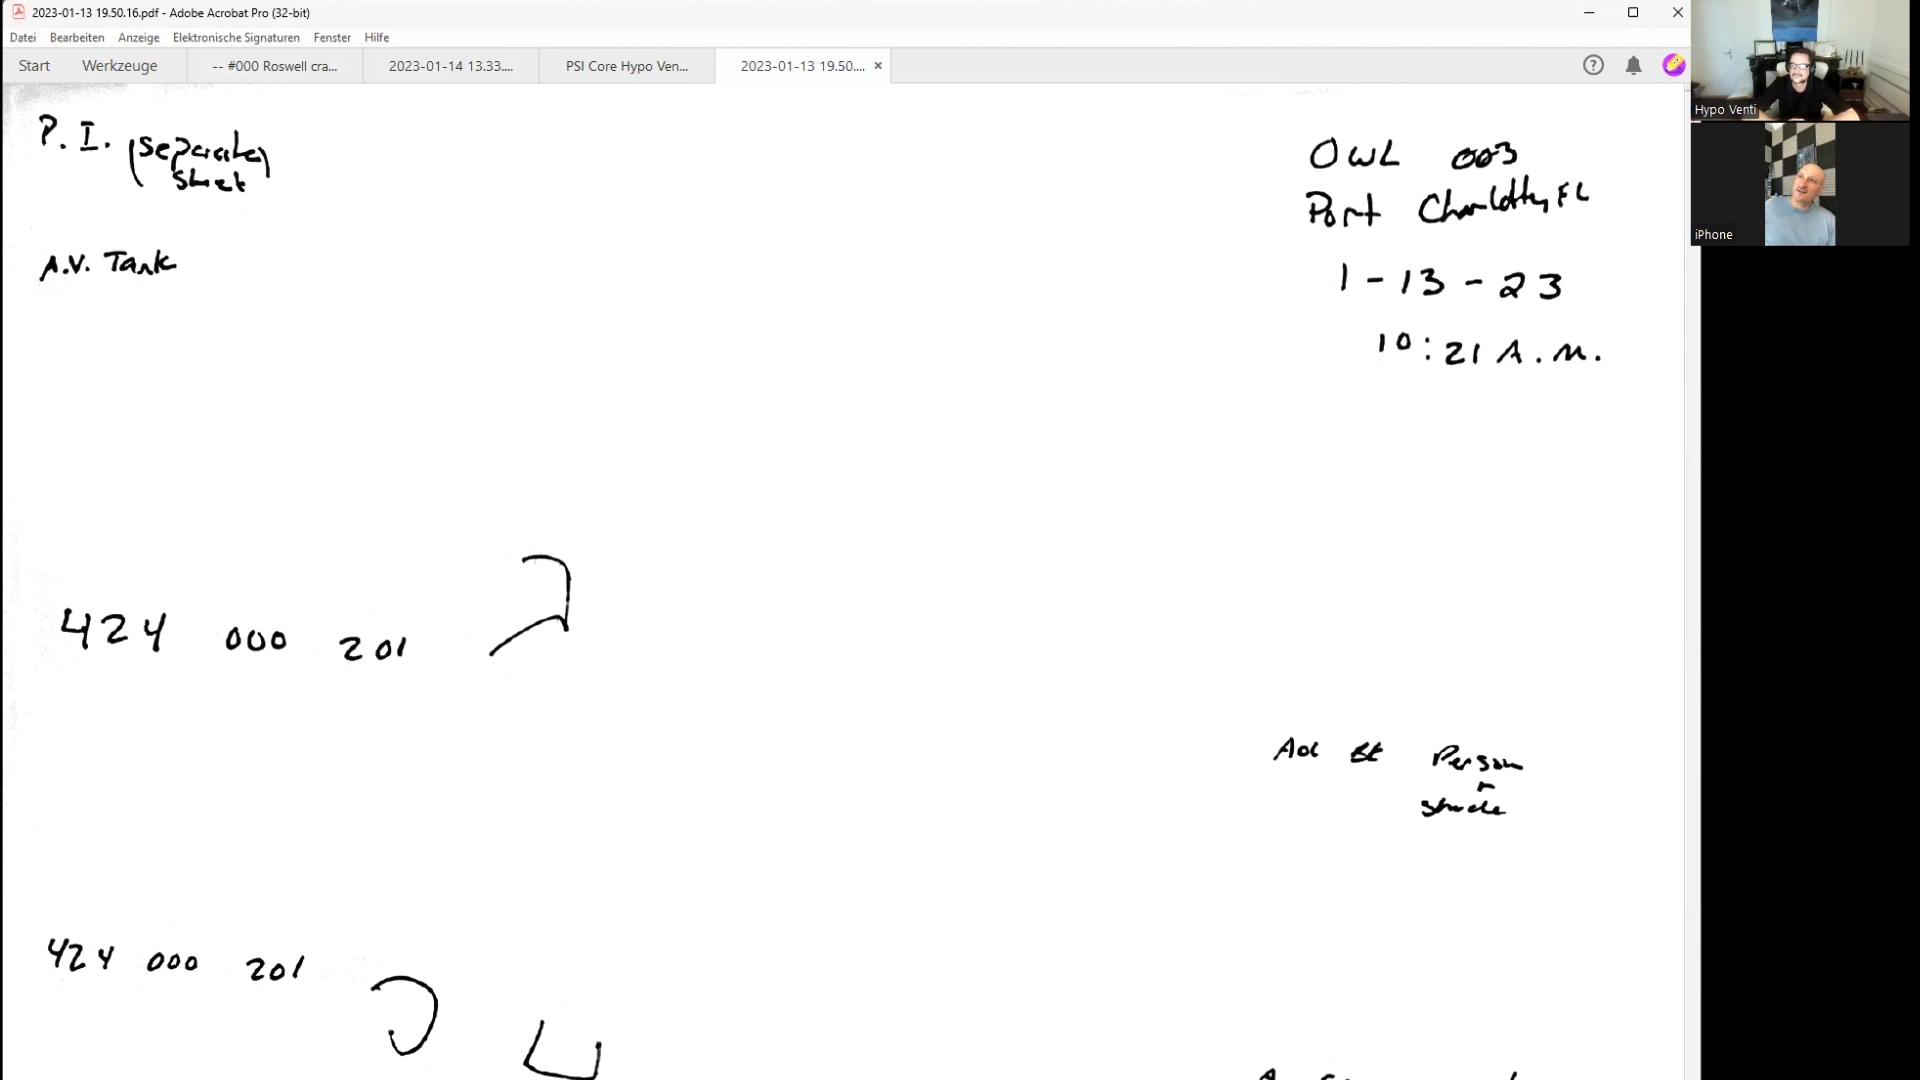 2023-01-13 19.50.16.pdf - Adobe Acrobat Pro (32-bit)
Datei Bearbeiten Anzeige Elektronische Signaturen Fenster Hilfe
Start Werkzeuge -- #000 Roswell cra... 2023-01-14 13.33.... PSI Core Hypo Ven... 2023-01-13 19.50....
Hypo Venti
iPhone
P. I. (separate
sheet)
OWL 003
Port Charlotte, FL
A.V. Tank
1-13-23
10:21 A.M.
424 000 201
Person
424 000 201